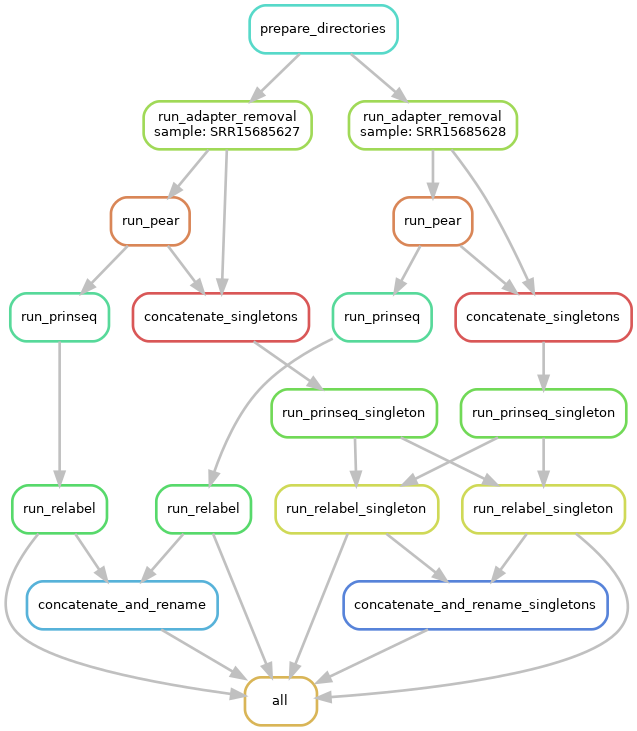 prepare_directories
run_adapter_removal
sample: SRR15685627
run_adapter_removal
sample: SRR15685628
run_pear
run_pear
run_prinseq
concatenate_singletons
run_prinseq
concatenate_singletons
run_prinseq_singleton
run_prinseq_singleton
run_relabel
run_relabel
run_relabel_singleton
run_relabel_singleton
concatenate_and_rename
concatenate_and_rename_singletons
all